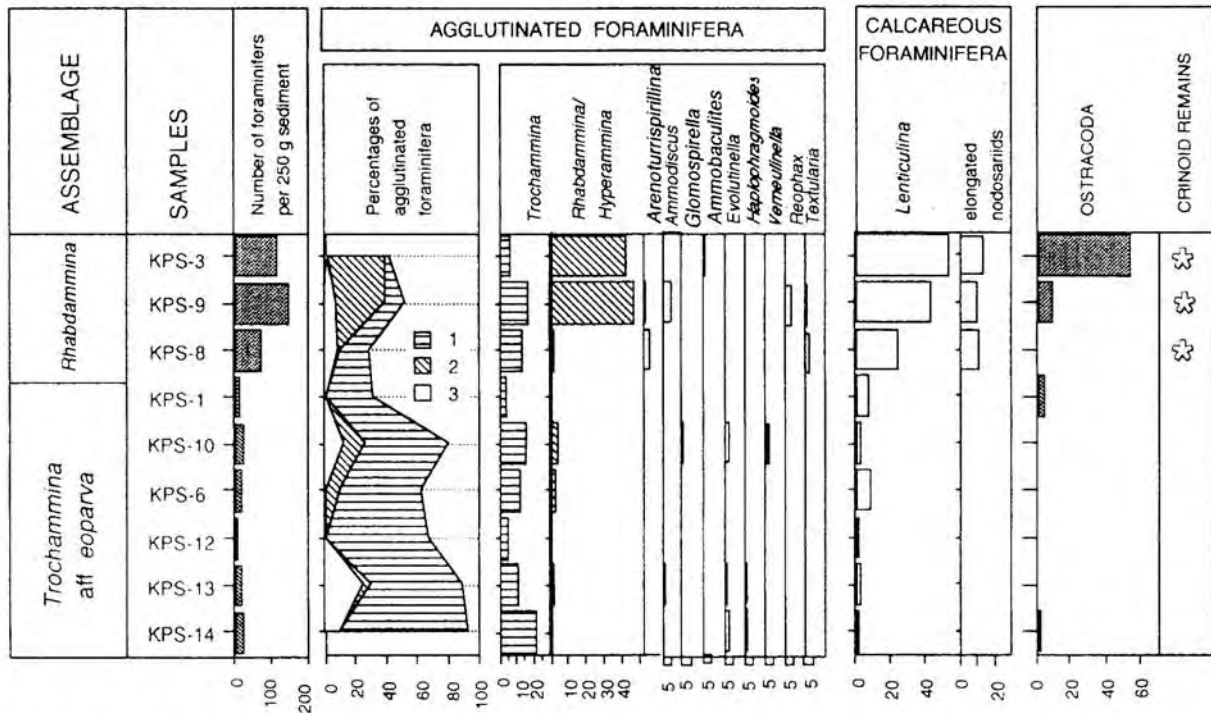 ASSEMBLAGE
SAMPLES
Number of foraminifers
per 250 g sediment
AGGLUTINATED FORAMINIFERA
Percentages of
agglutinated
foraminifera
Trochammina
Rhabdammina/
Hyperammina
Arenoturrispirillina
Ammodiscus
Glomospirella
Ammobaculites
Evolutinella
Haplophragmoides
Verneulinella
Reophax
Textularia
CALCAREOUS
FORAMINIFERA
Lenticulina
elongated
nodosariids
OSTRACODA
CRINOID REMAINS
Rhabdammina
Trochammina
aff eoparva
KPS-3
KPS-9
KPS-8
KPS-1
KPS-10
KPS-6
KPS-12
KPS-13
KPS-14
1
2
3
0 100 200
0 20 40 60 80 100
0 10 20
10 20 30 40
5 5 5 5 5 5 5 5
0 20 40
0 20
0 20 40 60